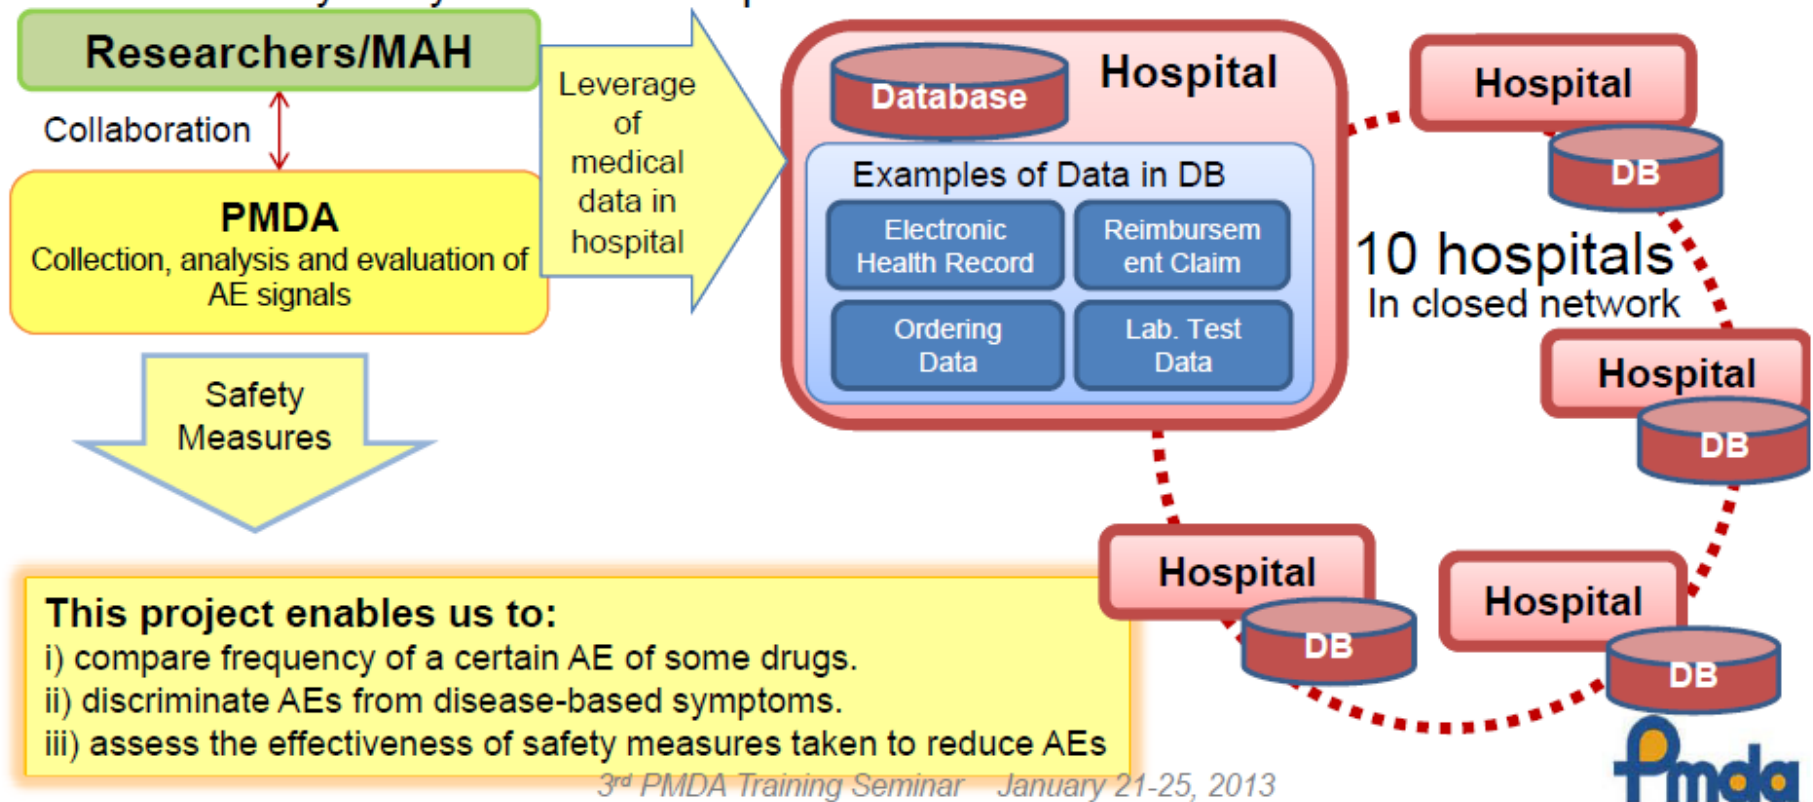 Researchers/MAH
Collaboration
PMDA
Collection, analysis and evaluation of
AE signals
Leverage
of
medical
data in
hospital
Safety
Measures
Hospital
Database
Examples of Data in DB
Electronic
Health Record
Reimbursem
ent Claim
Ordering
Data
Lab. Test
Data
Hospital
DB
10 hospitals
In closed network
Hospital
DB
Hospital
DB
Hospital
DB
This project enables us to:
i) compare frequency of a certain AE of some drugs.
ii) discriminate AEs from disease-based symptoms.
iii) assess the effectiveness of safety measures taken to reduce AEs
3rd PMDA Training Seminar January 21-25, 2013
Pmda